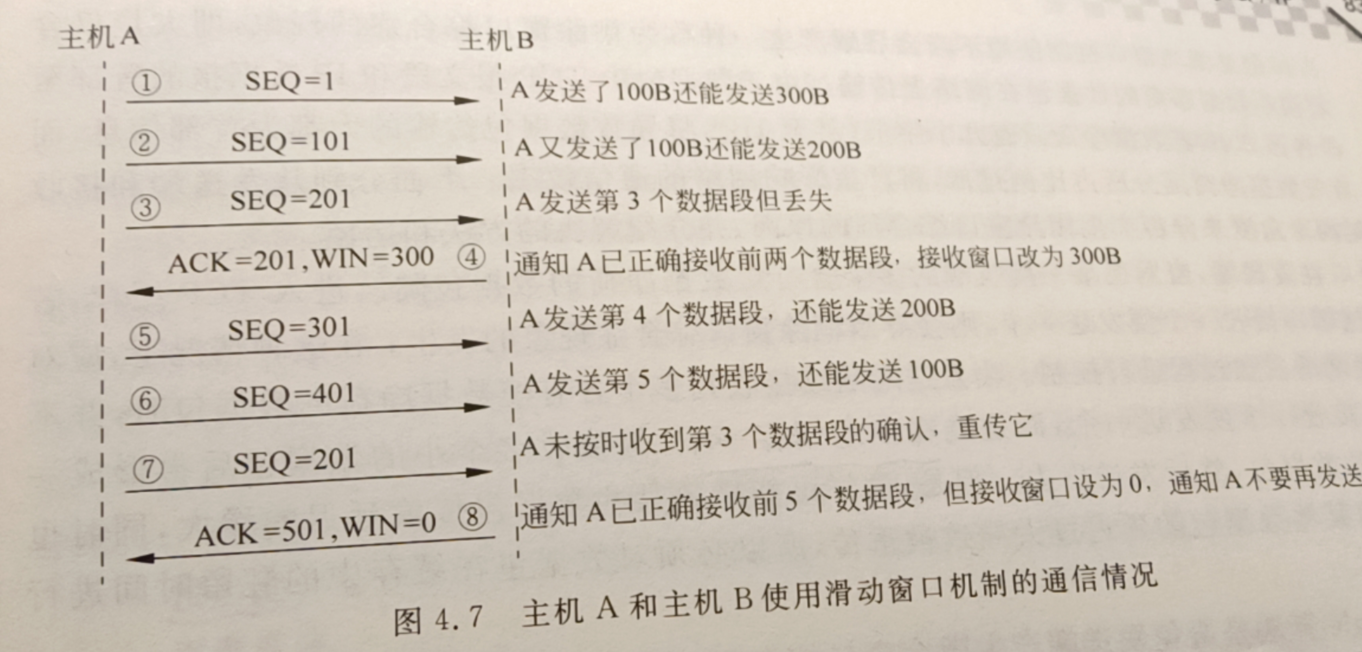 主机A 主机B
① SEQ=1 A发送了100B还能发送300B
② SEQ=101 A又发送了100B还能发送200B
③ SEQ=201 A发送第3个数据段但丢失
ACK=201,WIN=300 ④ 通知A已正确接收前两个数据段,接收窗口改为300B
⑤ SEQ=301 A发送第4个数据段,还能发送200B
⑥ SEQ=401 A发送第5个数据段,还能发送100B
⑦ SEQ=201 A未按时收到第3个数据段的确认,重传它
ACK=501,WIN=0 ⑧ 通知A已正确接收前5个数据段,但接收窗口设为0,通知A不要再发送
图 4.7 主机 A 和主机 B 使用滑动窗口机制的通信情况